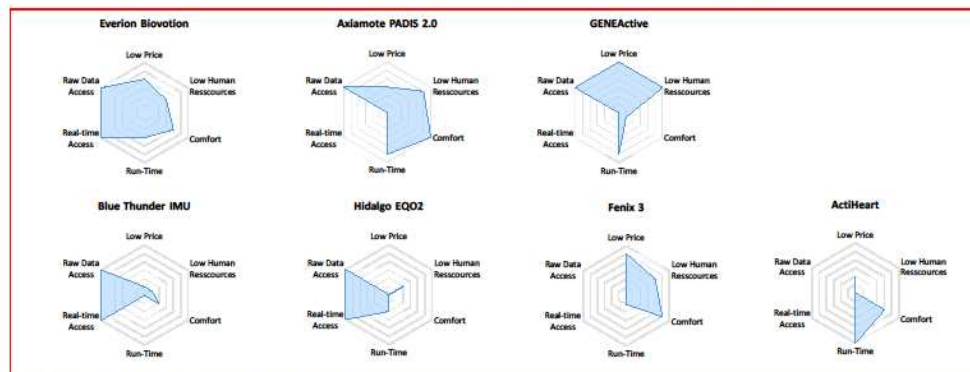 Everion Biovotion
Low Price
Raw Data
Access
Low Human
Resscources
Real-time
Access
Comfort
Run-Time
Axiamote PADIS 2.0
Low Price
Raw Data
Access
Low Human
Resscources
Real-time
Access
Comfort
Run-Time
GENEActive
Low Price
Raw Data
Access
Low Human
Resscources
Real-time
Access
Comfort
Run-Time
Blue Thunder IMU
Low Price
Raw Data
Access
Low Human
Resscources
Real-time
Access
Comfort
Run-Time
Hidalgo EQO2
Low Price
Raw Data
Access
Low Human
Resscources
Real-time
Access
Comfort
Run-Time
Fenix 3
Low Price
Raw Data
Access
Low Human
Resscources
Real-time
Access
Comfort
Run-Time
ActiHeart
Low Price
Raw Data
Access
Low Human
Resscources
Real-time
Access
Comfort
Run-Time